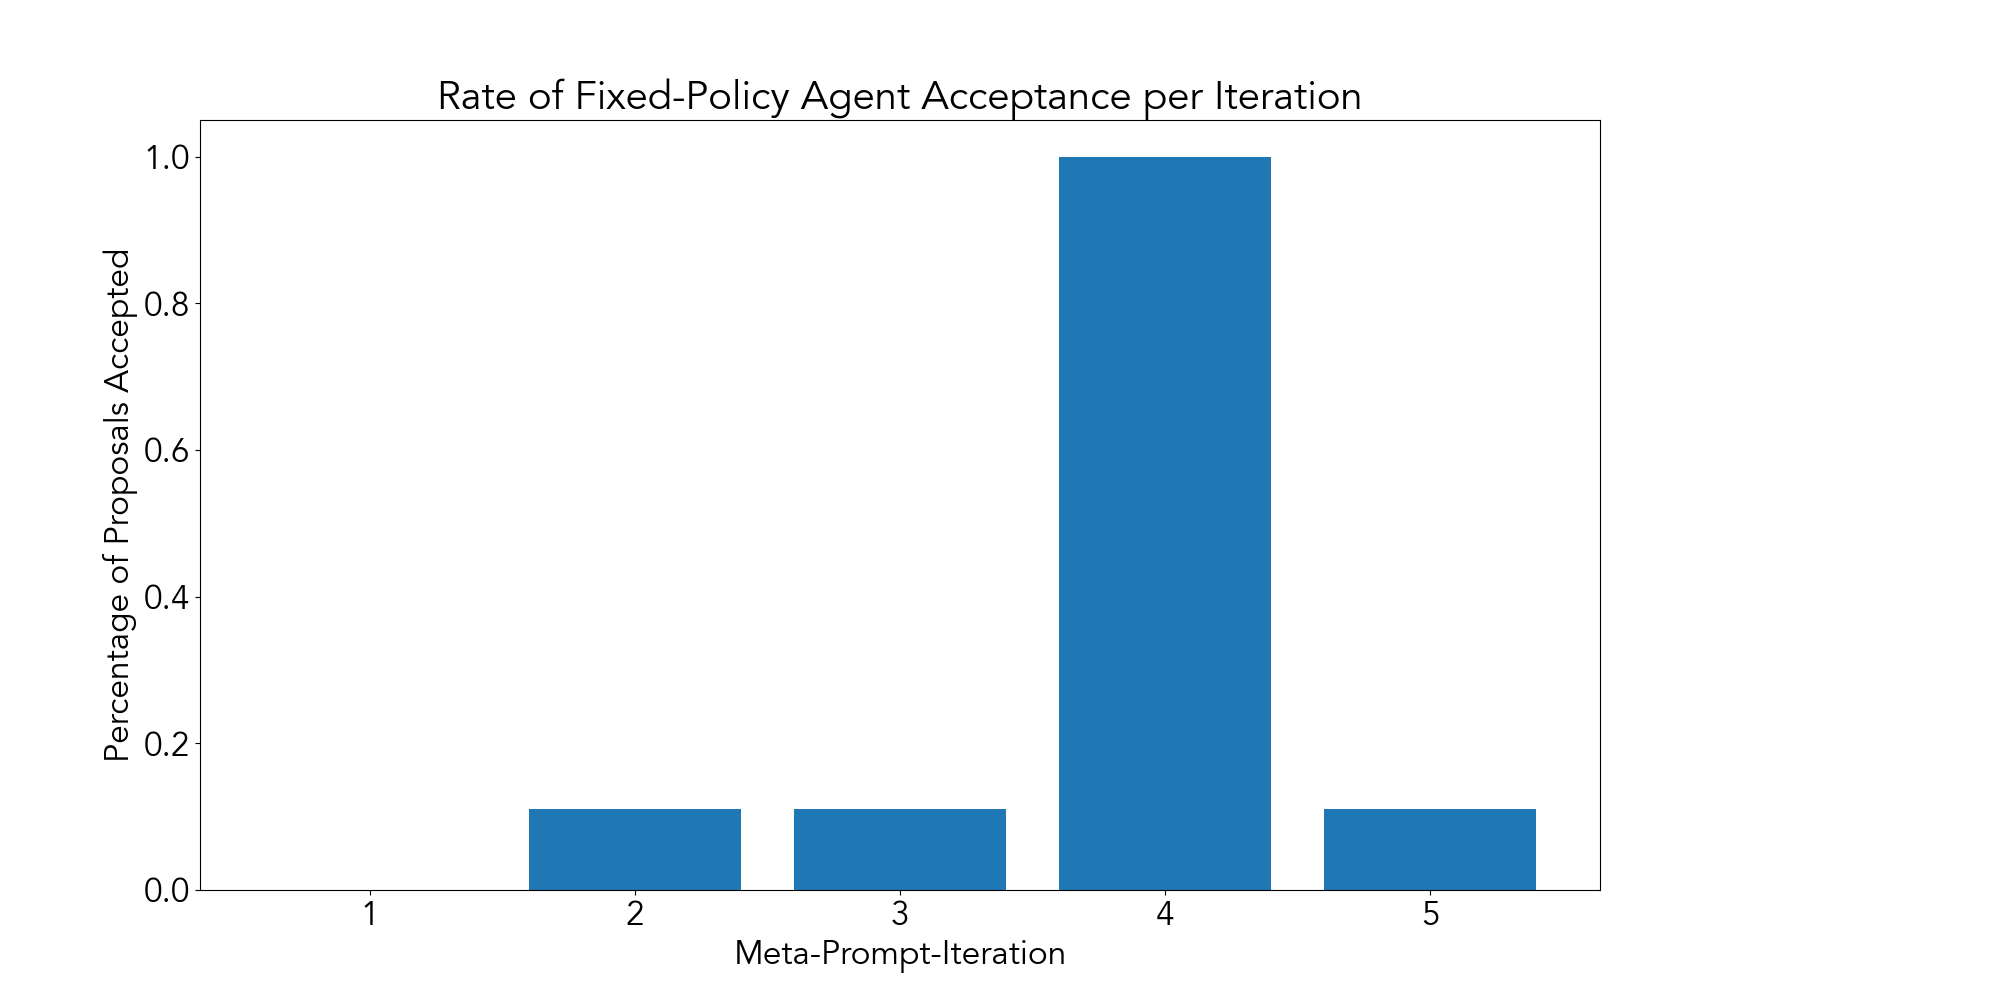 Rate of Fixed-Policy Agent Acceptance per Iteration
Percentage of Proposals Accepted
1.0
0.8
0.6
0.4
0.2
0.0
1 2 3 4 5
Meta-Prompt-Iteration